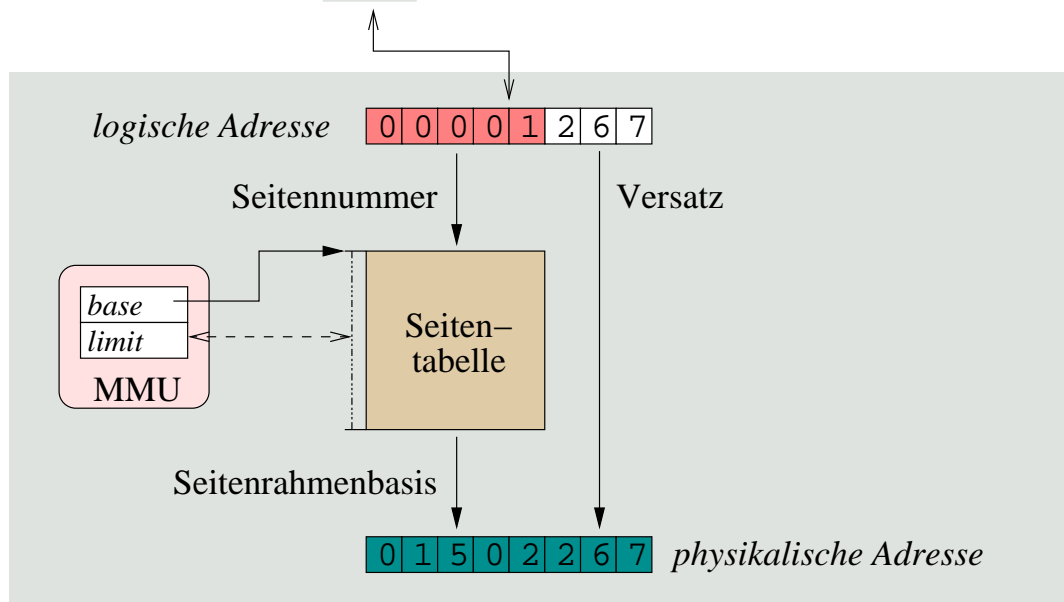 logische Adresse 0 0 0 0 1 2 6 7
Seitennummer Versatz
base
limit
MMU
Seiten–
tabelle
Seitenrahmenbasis
0 1 5 0 2 2 6 7 physikalische Adresse